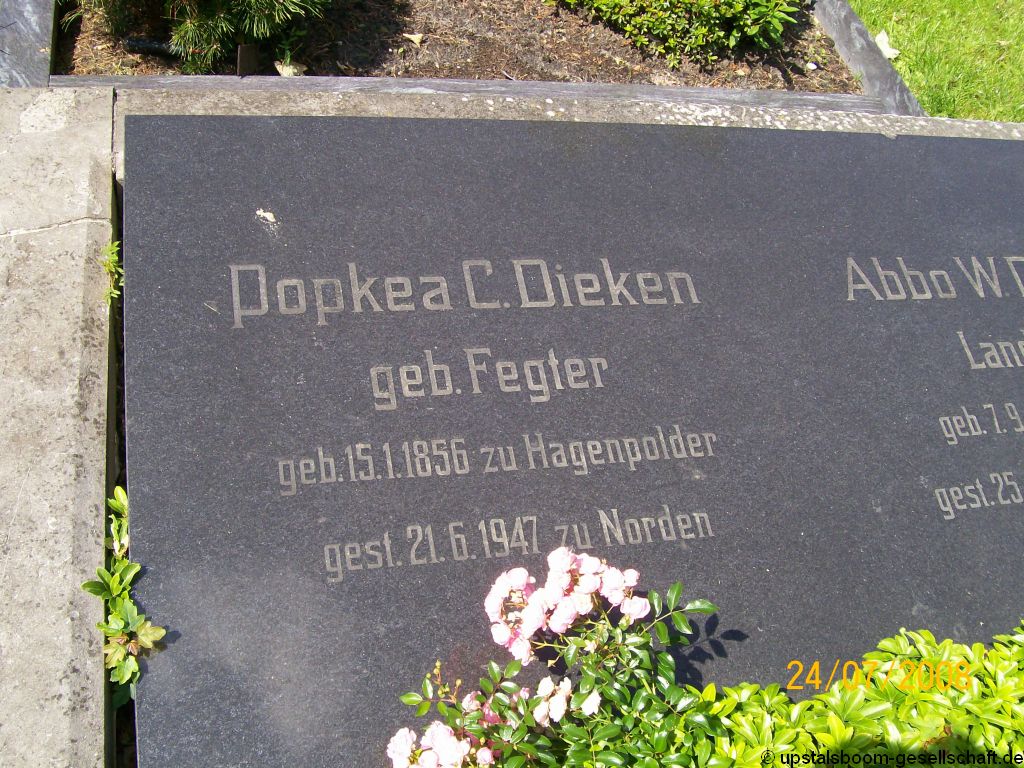 Popkea C. Dieken
geb. Fegter
geb. 15.1.1856 zu Hagenpolder
gest. 21.6.1947 zu Norden
Abbo W. D
Land
geb. 7.9
gest. 25
24/07/2008
© upstalsboom-gesellschaft.de